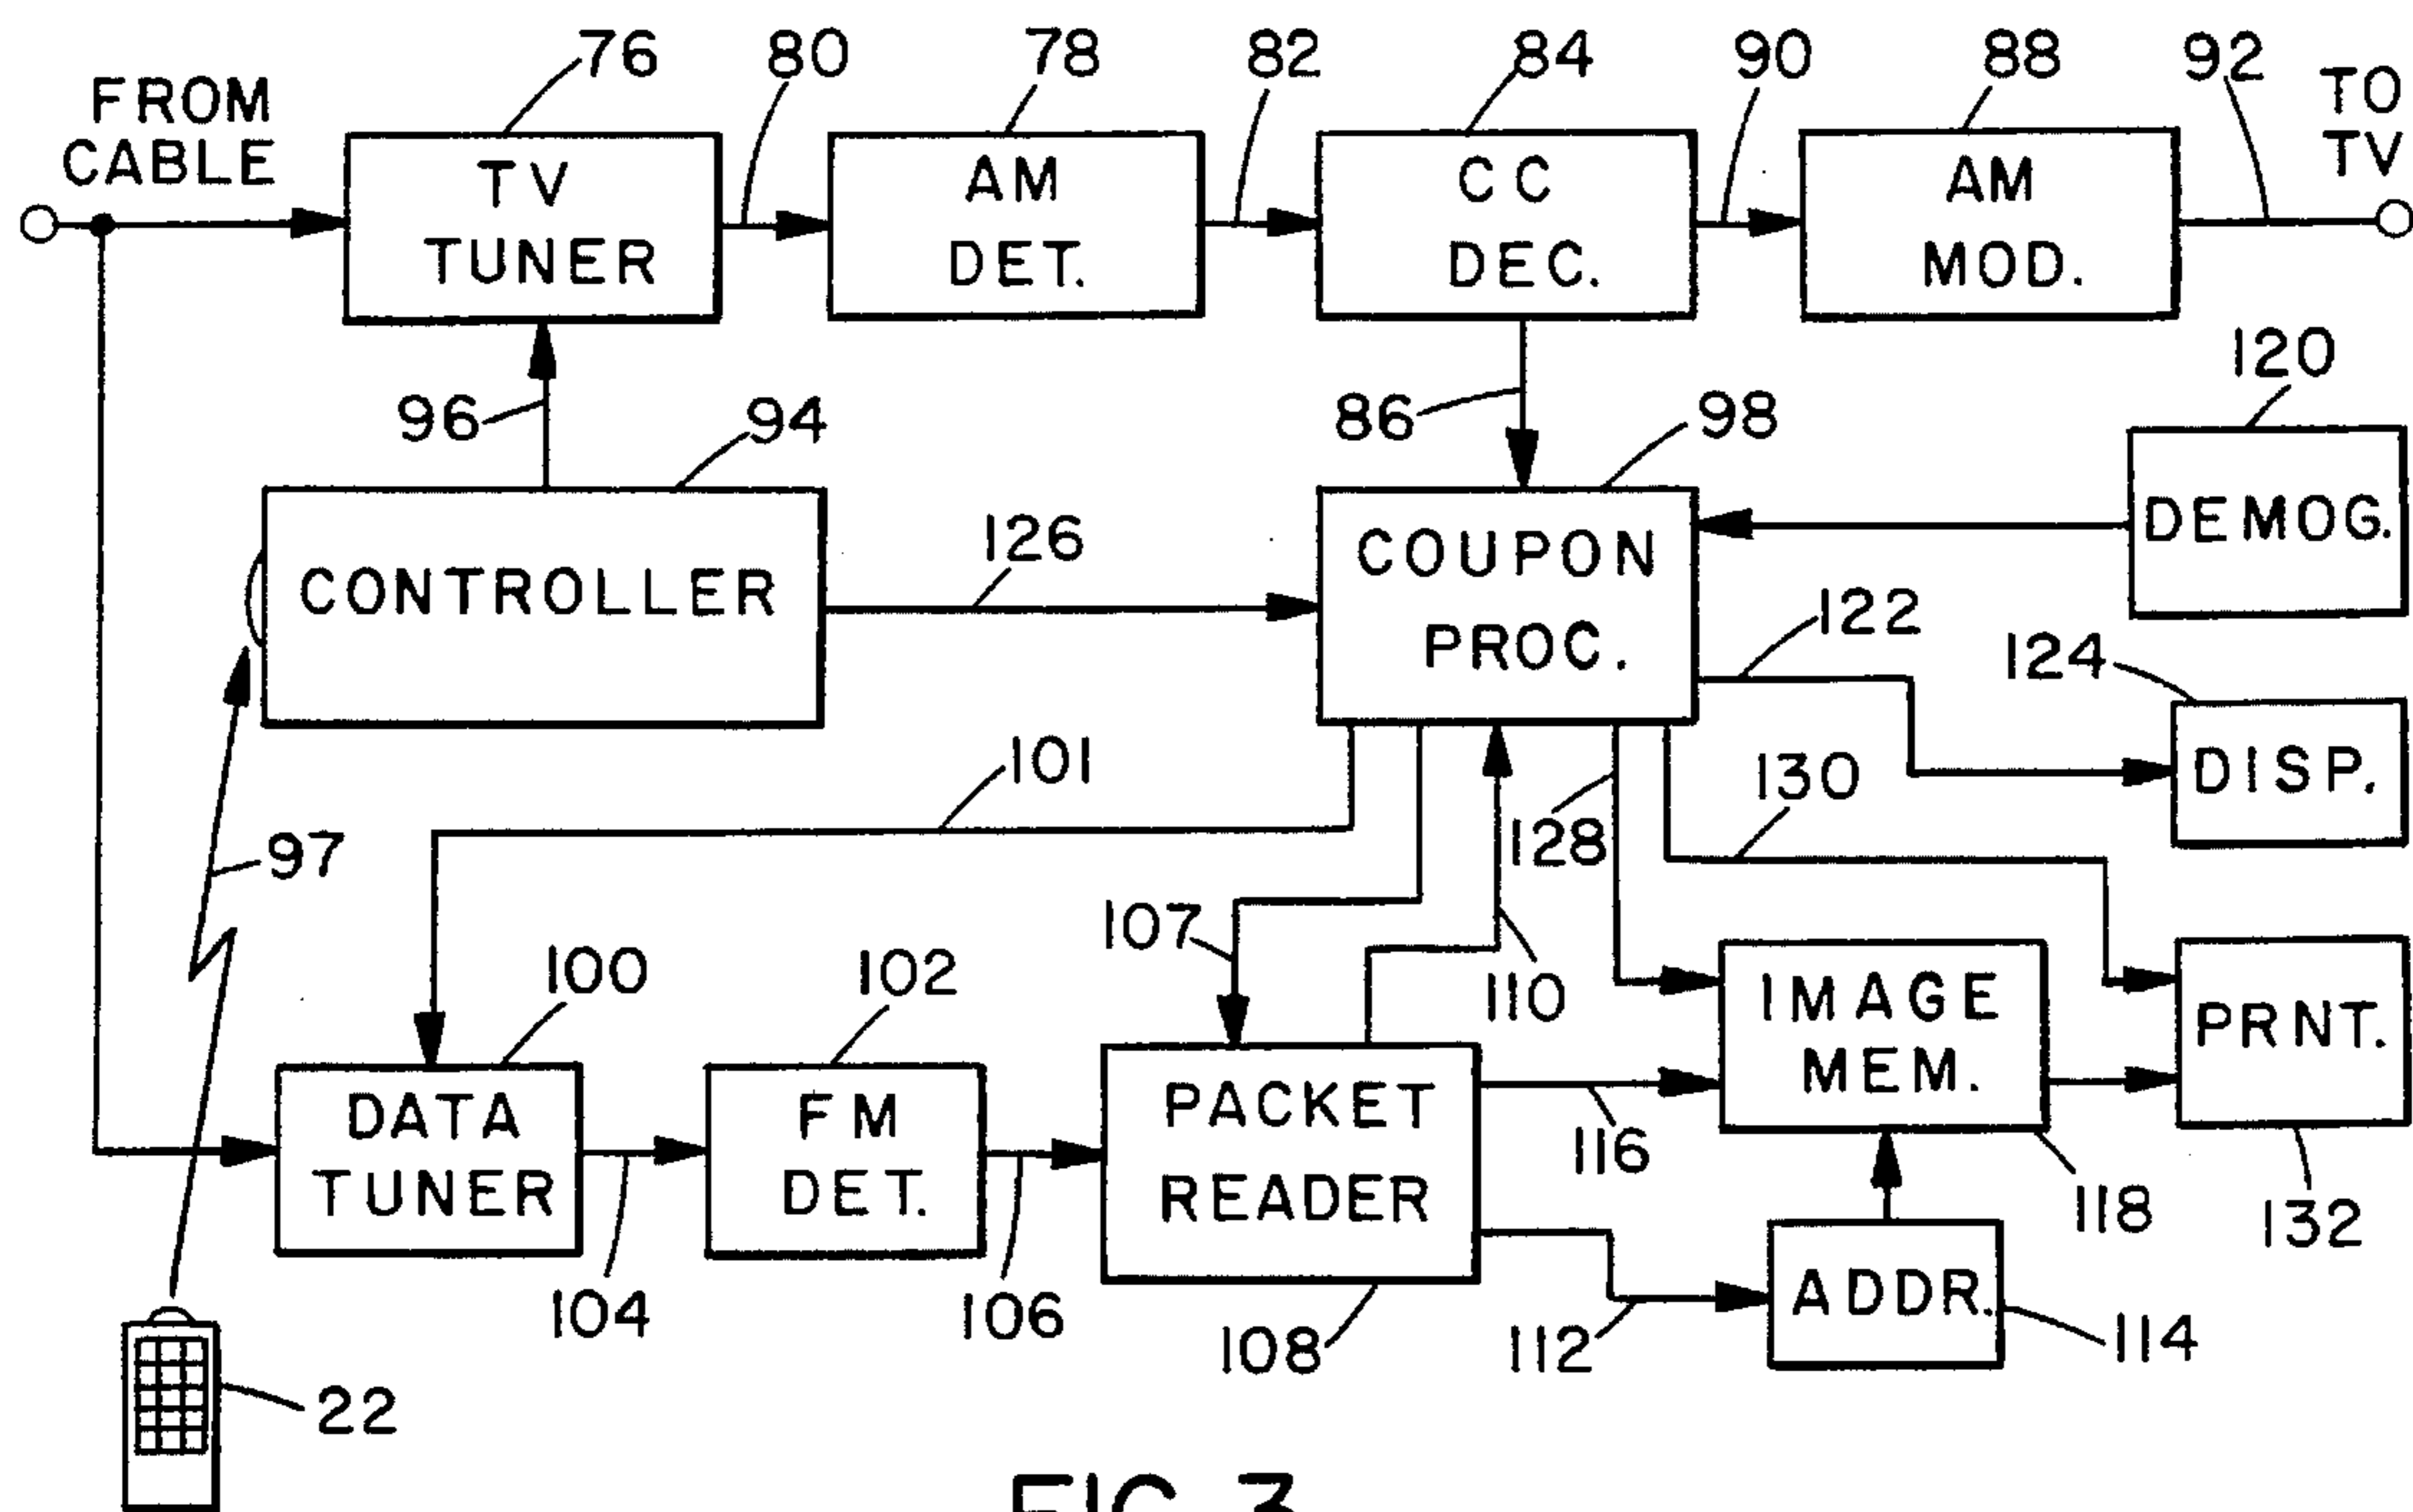 76
80
78
82
84
90
88
92
FROM
CABLE
TO
TV
TV
TUNER
AM
DET.
CC
DEC.
AM
MOD.
120
96
94
86
98
DEMOG.
CONTROLLER
126
COUPON
PROC.
122
124
DISP.
101
130
128
97
107
110
100
102
IMAGE
MEM.
PRNT.
DATA
TUNER
FM
DET.
PACKET
READER
116
118
132
104
106
108
112
ADDR.
114
22
FIG. 3